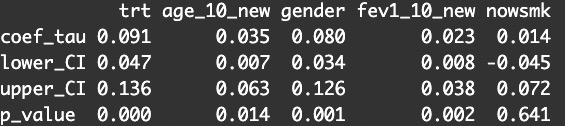 trt age_10_new gender fev1_10_new nowsmk
coef_tau 0.091 0.035 0.080 0.023 0.014
lower_CI 0.047 0.007 0.034 0.008 -0.045
upper_CI 0.136 0.063 0.126 0.038 0.072
p_value 0.000 0.014 0.001 0.002 0.641